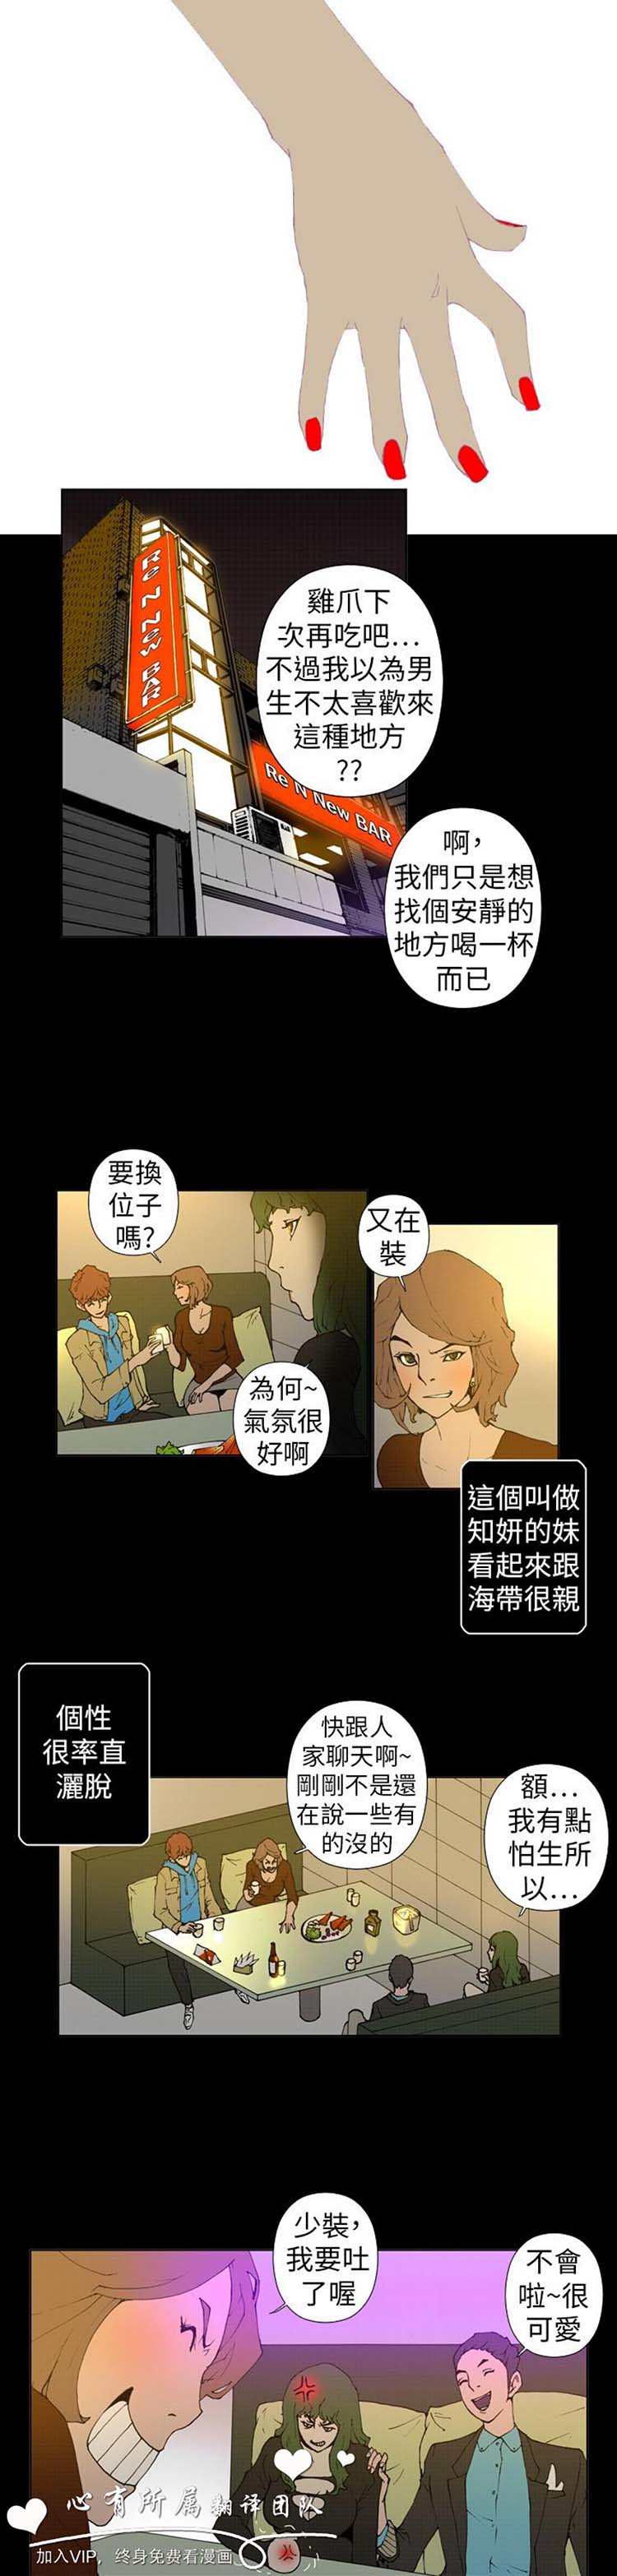 Re N New BAR
雞爪下
次再吃吧...
不過我以為男
生不太喜歡來
這種地方
??
Re N New BAR
啊,
我們只是想
找個安靜的
地方喝一杯
而已
要換
位子
嗎?
又在
裝
為何~
氣氛很
好啊
這個叫做
知妍的妹
看起來跟
海帶很親
個性
很率直
灑脫
快跟人
家聊天啊~
剛剛不是還
在說一些有
的沒的
額...
我有點
怕生所
以...
少裝,
我要吐
了喔
不會
啦~很
可愛
心有所属翻译团队
加入VIP，终身免费看漫画